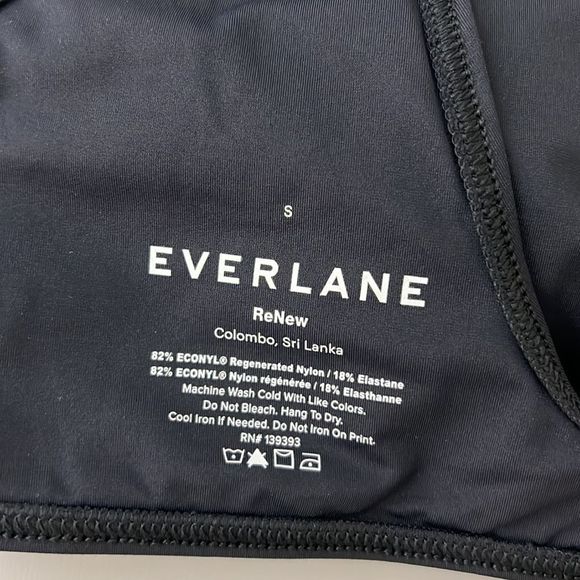 S
EVERLANE
ReNew
Colombo, Sri Lanka
82% ECONYL® Regenerated Nylon / 18% Elastane
82% ECONYL® Nylon régénérée / 18% Elasthanne
Machine Wash Cold With Like Colors.
Do Not Bleach. Hang To Dry.
Cool Iron If Needed. Do Not Iron On Print.
RN# 139393